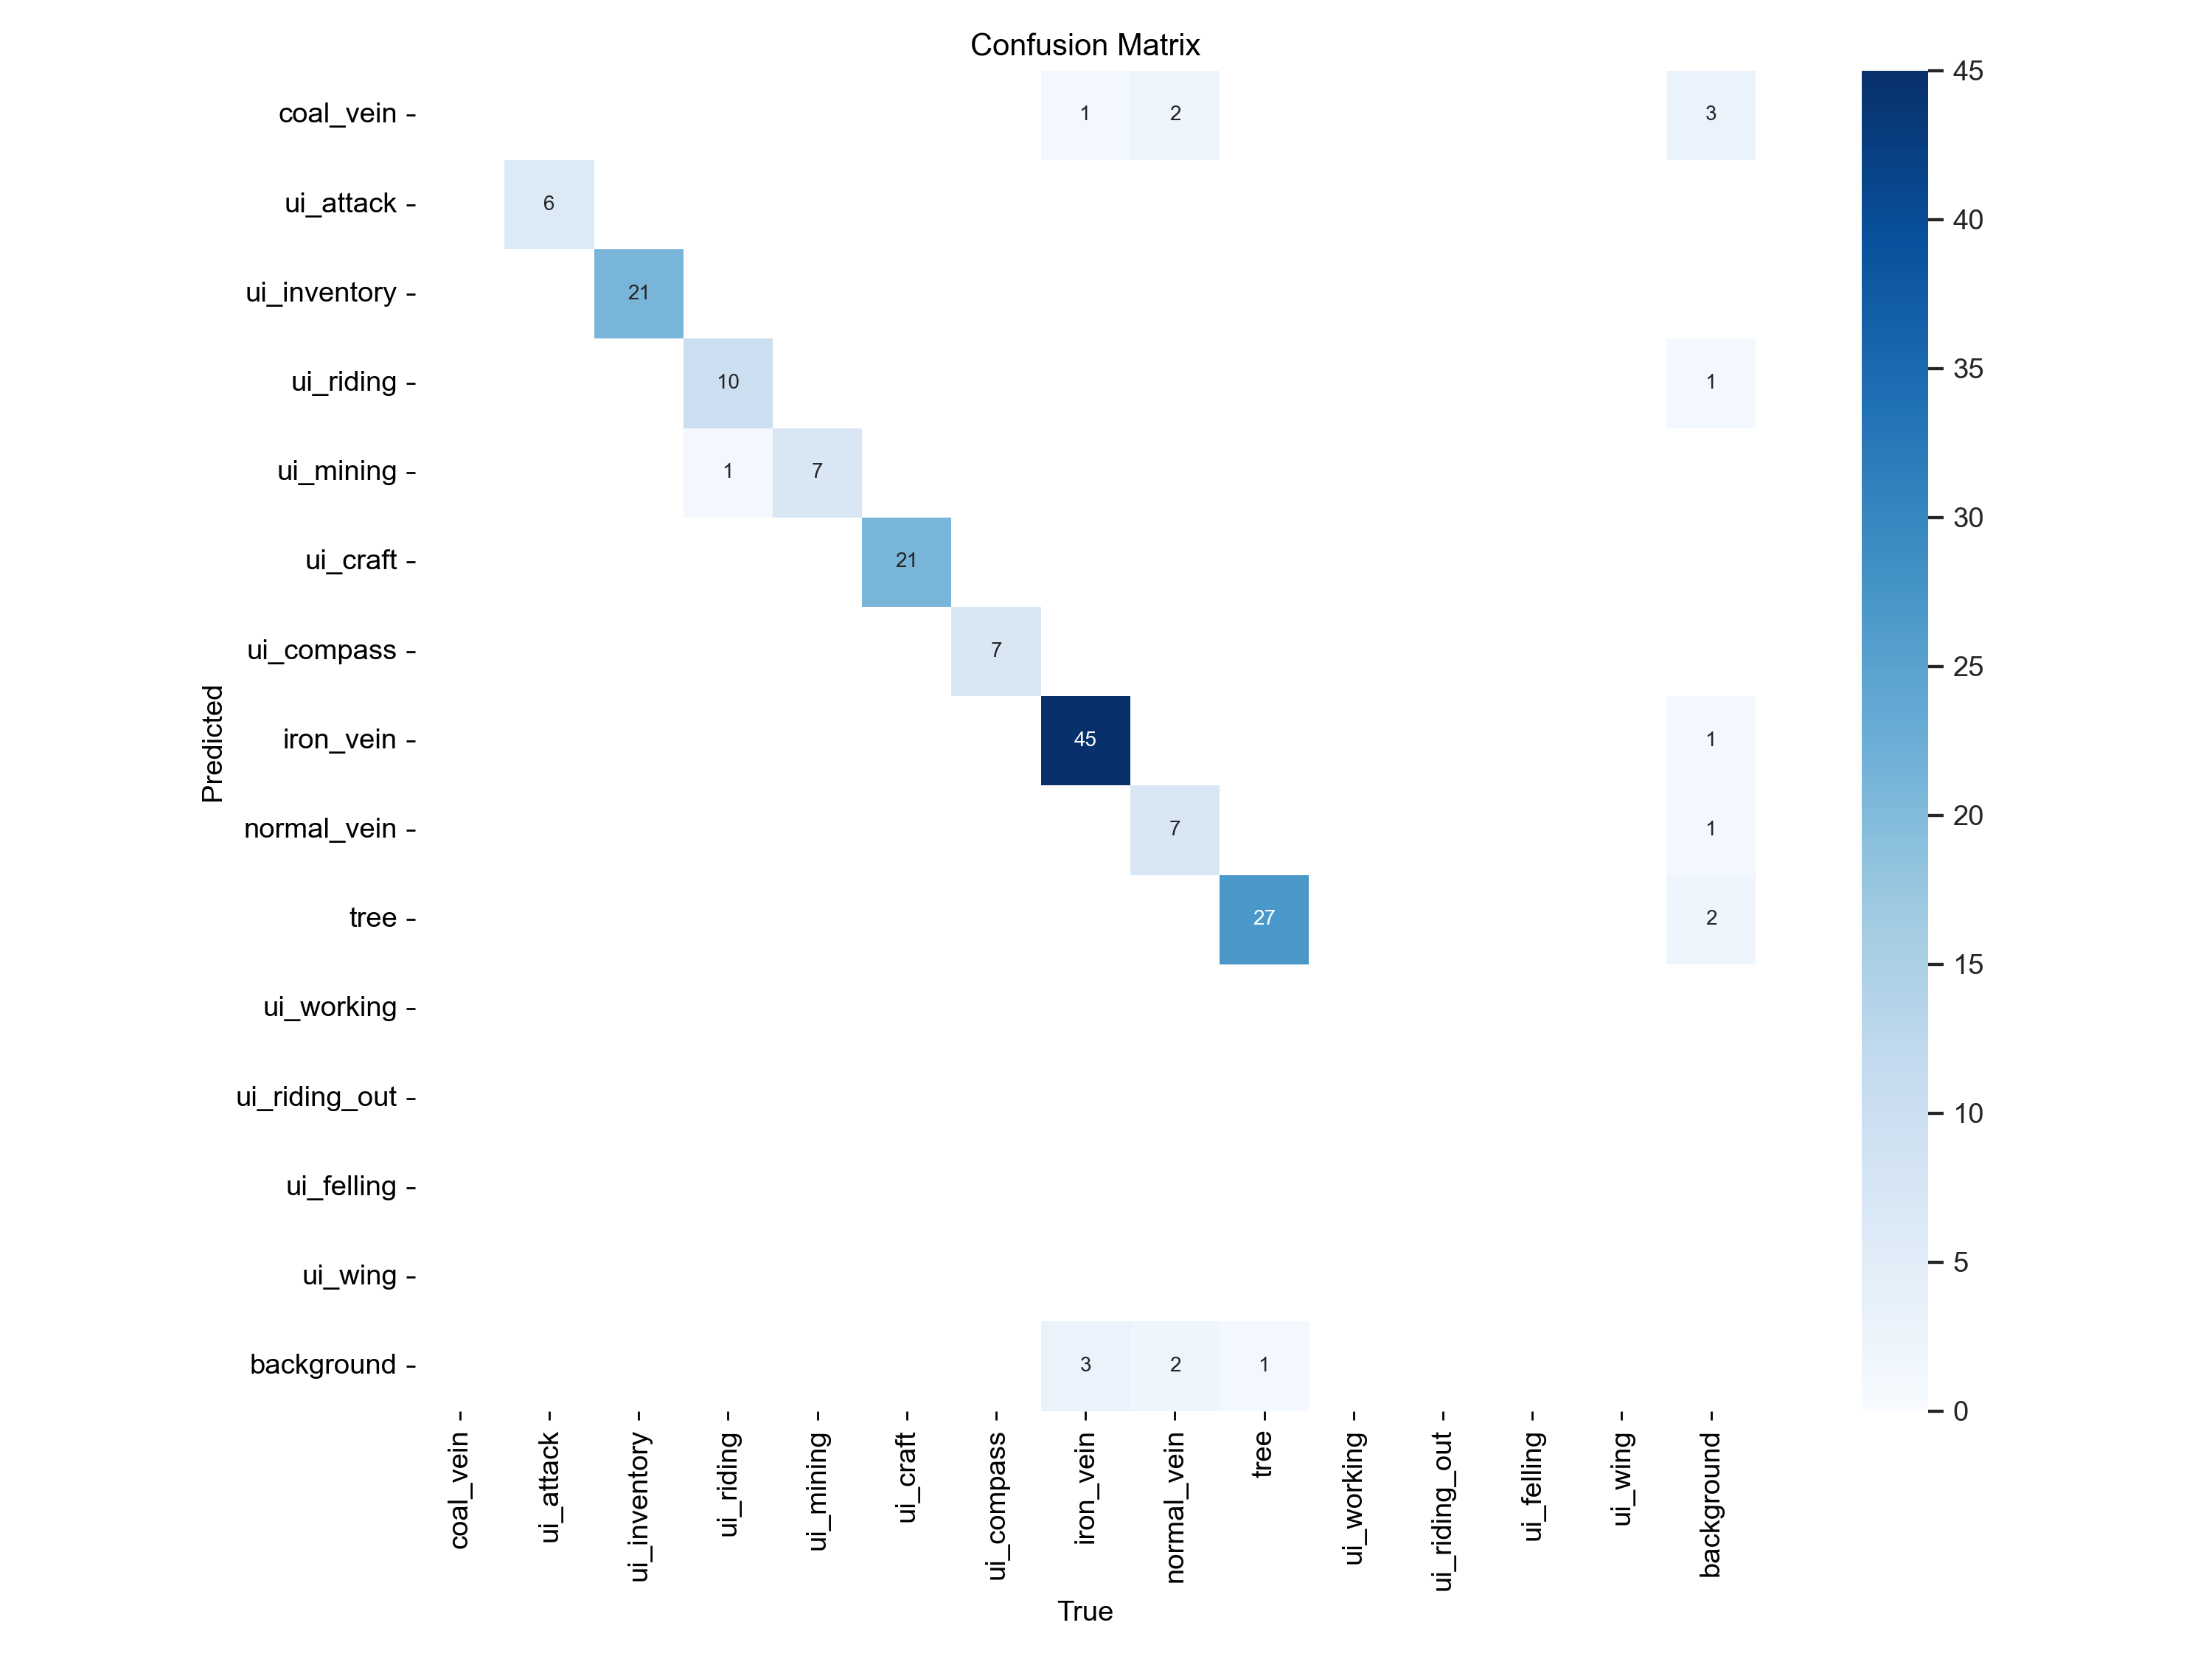 Confusion Matrix
coal_vein 1 2 3
ui_attack 6
ui_inventory 21
ui_riding 10 1
ui_mining 1 7
ui_craft 21
ui_compass 7
iron_vein 45 1
normal_vein 7 1
tree 27 2
ui_working
ui_riding_out
ui_felling
ui_wing
background 3 2 1
Predicted
coal_vein
ui_attack
ui_inventory
ui_riding
ui_mining
ui_craft
ui_compass
iron_vein
normal_vein
tree
ui_working
ui_riding_out
ui_felling
ui_wing
background
True
45
40
35
30
25
20
15
10
5
0